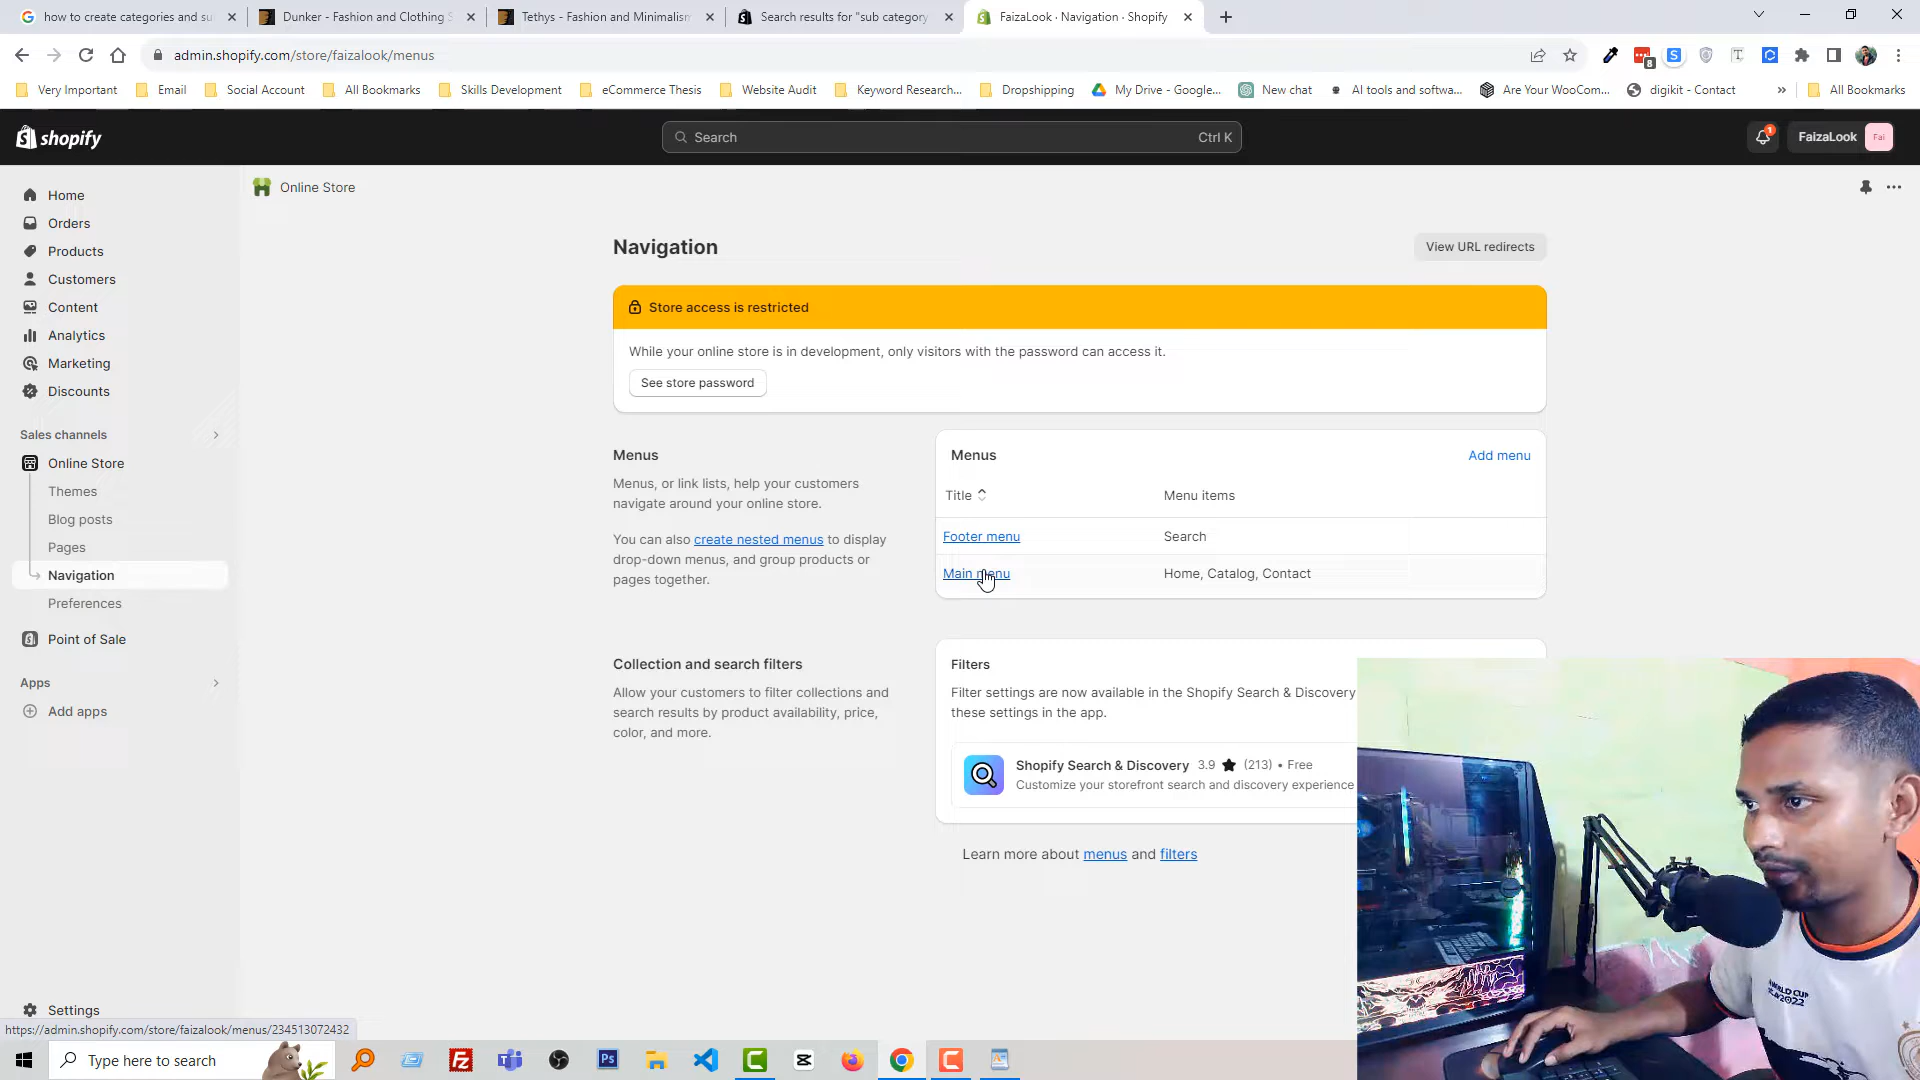 how to create categories and su
Dunker - Fashion and Clothing S
Tethys - Fashion and Minimalism
Search results for "sub category
FaizaLook · Navigation · Shopify
admin.shopify.com/store/faizalook/menus
8
Very Important
Email
Social Account
All Bookmarks
Skills Development
eCommerce Thesis
Website Audit
Keyword Research...
Dropshipping
My Drive - Google...
New chat
AI tools and softwa...
Are Your WooCom...
digikit - Contact
»
All Bookmarks
shopify
Search
Ctrl K
1
FaizaLook
Fai
Home
Orders
Products
Customers
Content
Analytics
Marketing
Discounts
Sales channels
Online Store
Themes
Blog posts
Pages
Navigation
Preferences
Point of Sale
Apps
Add apps
Settings
Online Store
Navigation
View URL redirects
Store access is restricted
While your online store is in development, only visitors with the password can access it.
See store password
Menus
Menus, or link lists, help your customers
navigate around your online store.
You can also create nested menus to display
drop-down menus, and group products or
pages together.
Menus
Add menu
Title
Menu items
Footer menu
Search
Main menu
Home, Catalog, Contact
Collection and search filters
Allow your customers to filter collections and
search results by product availability, price,
color, and more.
Filters
Filter settings are now available in the Shopify Search & Discovery
these settings in the app.
Shopify Search & Discovery 3.9 ★ (213) • Free
Customize your storefront search and discovery experience
Learn more about menus and filters
WORLD CUP
2022
https://admin.shopify.com/store/faizalook/menus/234513072432
Type here to search
Ps